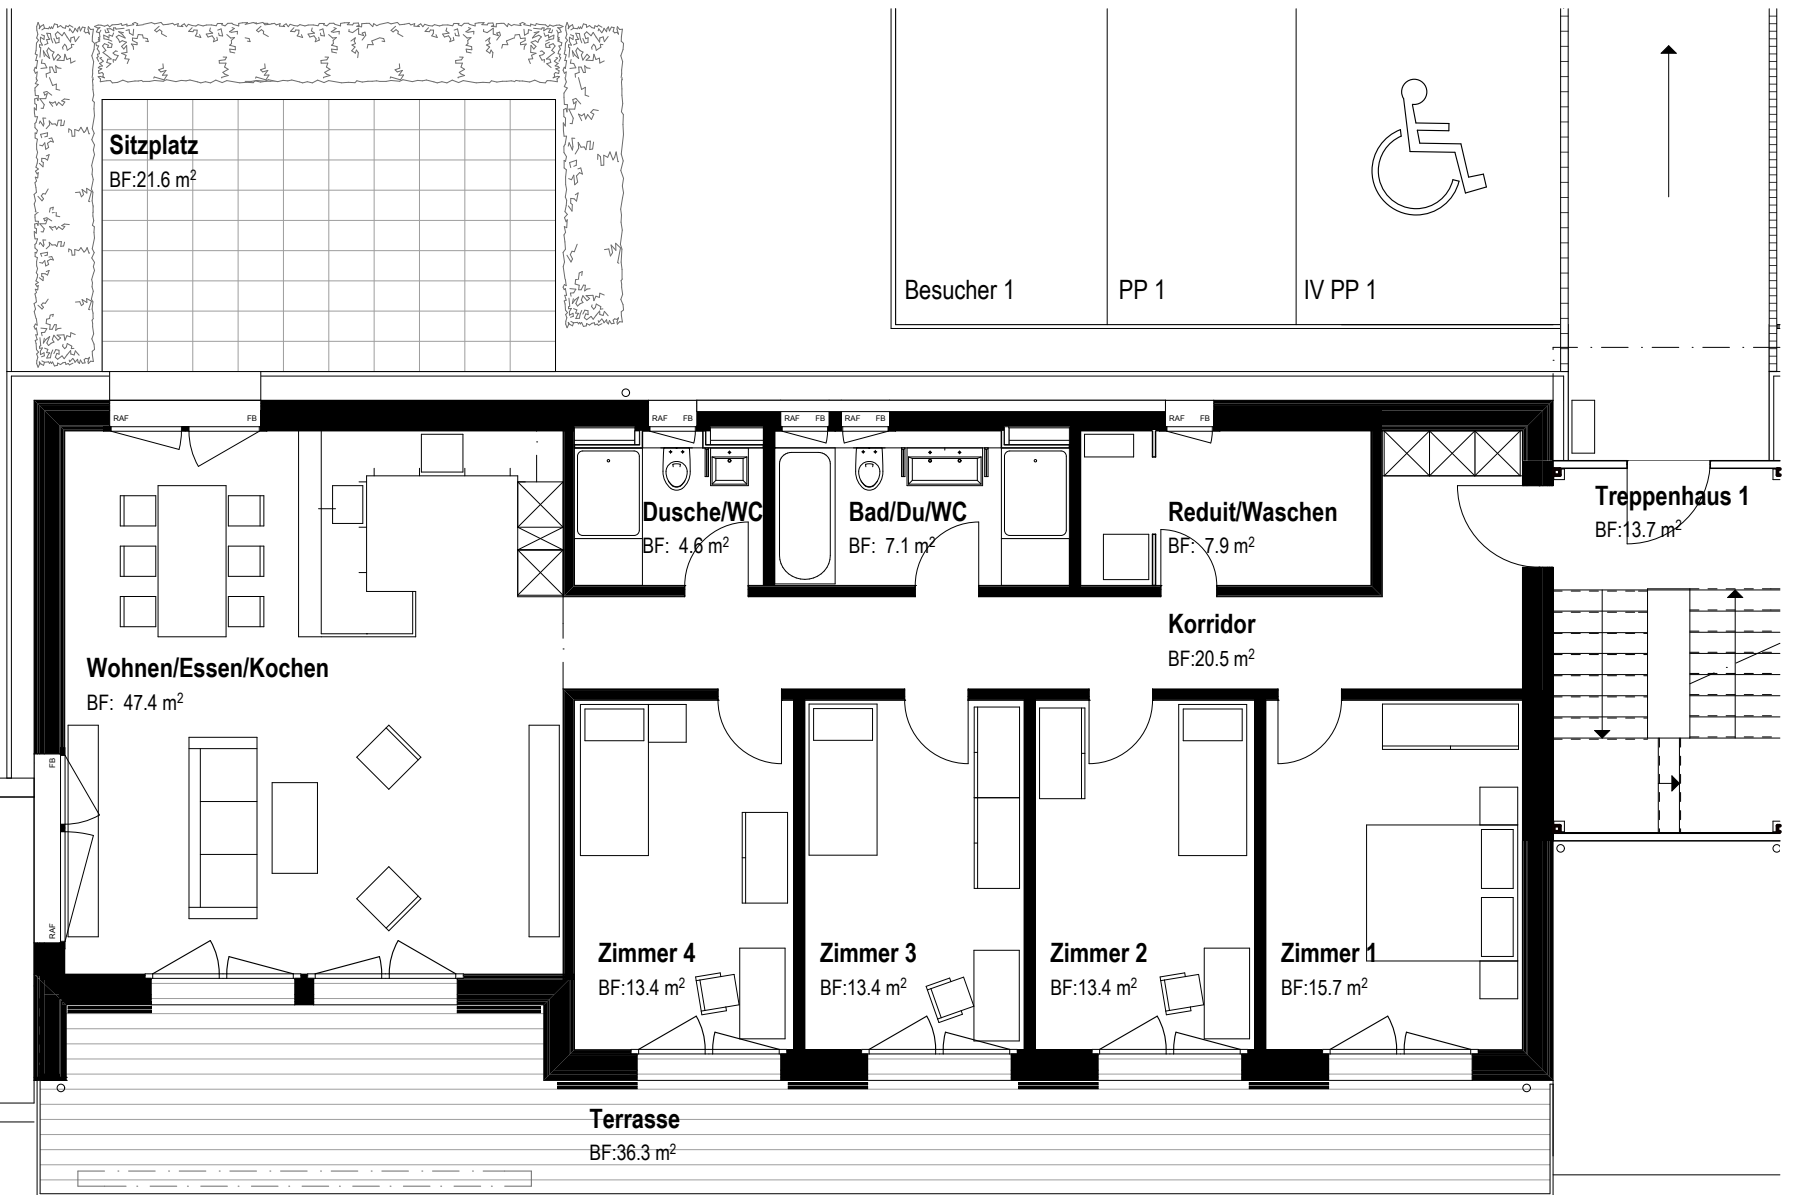 Sitzplatz
BF:21.6 m²
Besucher 1
PP 1
IV PP 1
RAF
FB
RAF
FB
RAF
FB
RAF
FB
RAF
FB
Dusche/WC
BF: 4.6 m²
Bad/Du/WC
BF: 7.1 m²
Reduit/Waschen
BF: 7.9 m²
Treppenhaus 1
BF:13.7 m²
Korridor
BF:20.5 m²
Wohnen/Essen/Kochen
BF: 47.4 m²
FB
RAF
Zimmer 4
BF:13.4 m²
Zimmer 3
BF:13.4 m²
Zimmer 2
BF:13.4 m²
Zimmer 1
BF:15.7 m²
Terrasse
BF:36.3 m²